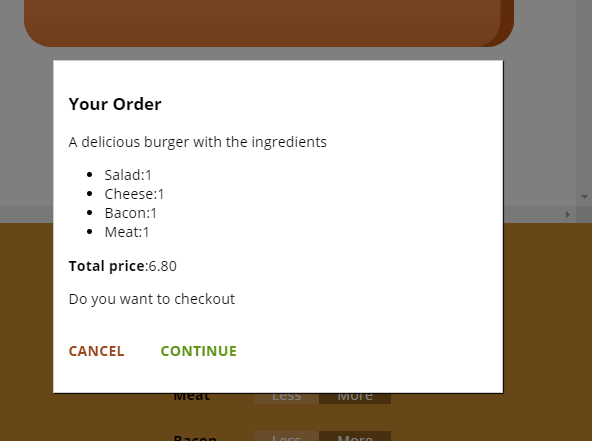 Your Order
A delicious burger with the ingredients
Salad:1
Cheese:1
Bacon:1
Meat:1
Total price:6.80
Do you want to checkout
CANCEL CONTINUE
Meat Less More
Bacon Less More